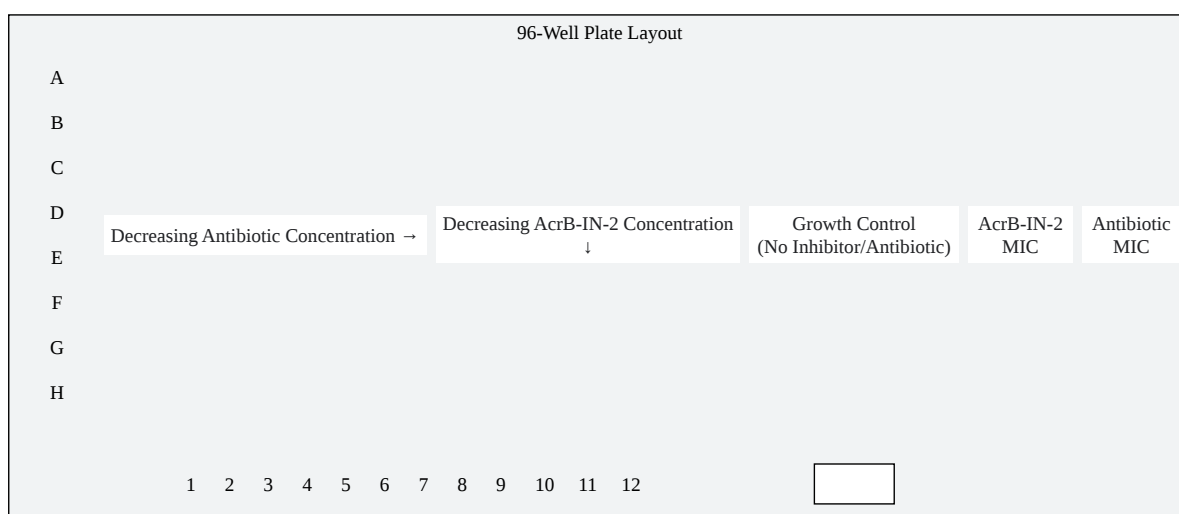 96-Well Plate Layout
A
B
C
D
E
F
G
H
Decreasing Antibiotic Concentration →
Decreasing AcrB-IN-2 Concentration
↓
Growth Control
(No Inhibitor/Antibiotic)
AcrB-IN-2
MIC
Antibiotic
MIC
1 2 3 4 5 6 7 8 9 10 11 12